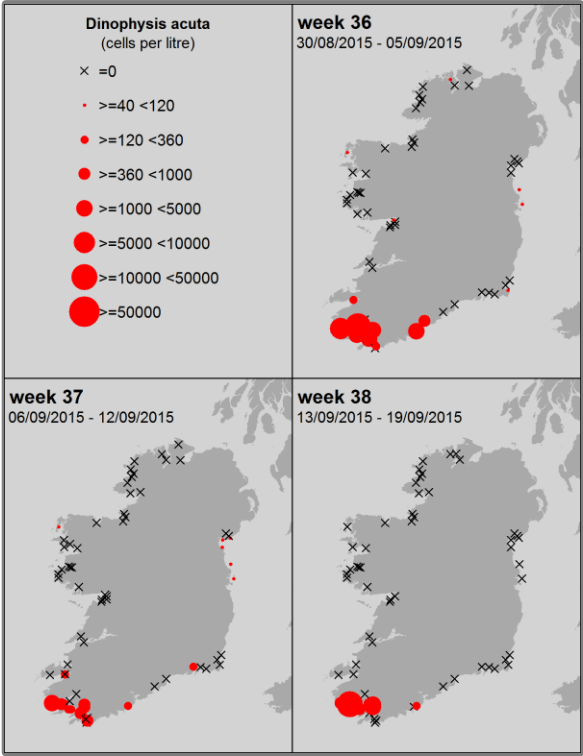 Dinophysis acuta
(cells per litre)
=0
>=40 <120
>=120 <360
>=360 <1000
>=1000 <5000
>=5000 <10000
>=10000 <50000
>=50000
week 36
30/08/2015 - 05/09/2015
week 37
06/09/2015 - 12/09/2015
week 38
13/09/2015 - 19/09/2015